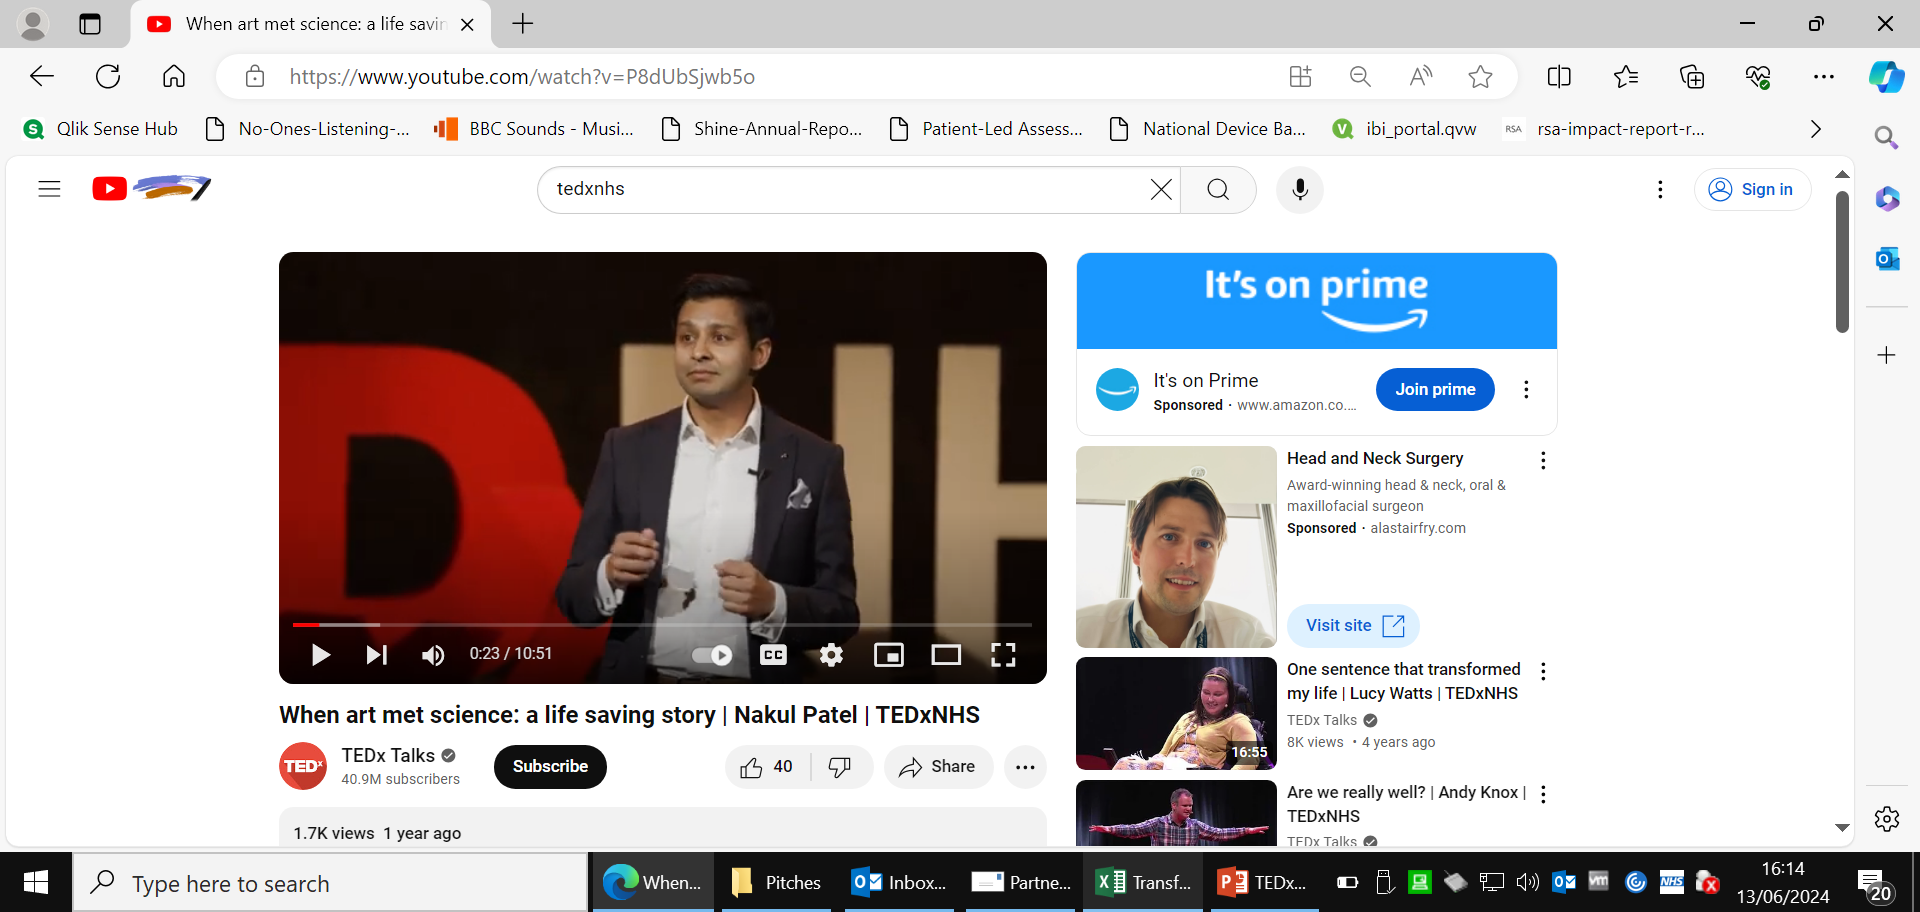 When art met science: a life savin
https://www.youtube.com/watch?v=P8dUbSjwb5o
Qlik Sense Hub
No-Ones-Listening-...
BBC Sounds - Musi...
Shine-Annual-Repo...
Patient-Led Assess...
National Device Ba...
ibi_portal.qvw
RSA
rsa-impact-report-r...
tedxnhs
Sign in
It's on prime
It's on Prime
Sponsored · www.amazon.co....
Join prime
Head and Neck Surgery
Award-winning head & neck, oral &
maxillofacial surgeon
Sponsored · alastairfry.com
Visit site
0:23 / 10:51
CC
When art met science: a life saving story | Nakul Patel | TEDxNHS
TEDx
TEDx Talks
40.9M subscribers
Subscribe
40
Share
1.7K views 1 year ago
16:55
One sentence that transformed
my life | Lucy Watts | TEDxNHS
TEDx Talks
8K views • 4 years ago
Are we really well? | Andy Knox |
TEDxNHS
TEDx Talks
Type here to search
When...
Pitches
Inbox...
Partne...
Transf...
TEDx...
vm
NHS
16:14
13/06/2024
20